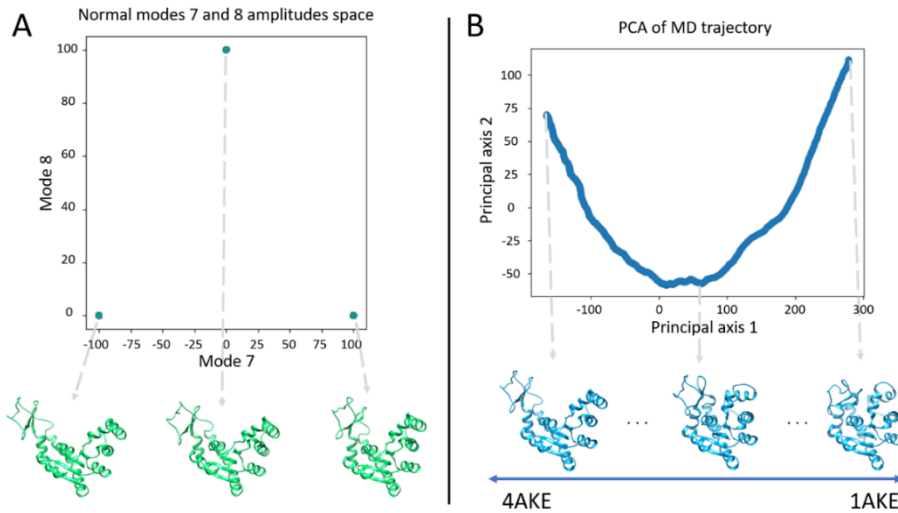 A
Normal modes 7 and 8 amplitudes space
100
80
60
40
20
0
Mode 8
-100 -75 -50 -25 0 25 50 75 100
Mode 7
B
PCA of MD trajectory
100
75
50
25
0
-25
-50
Principal axis 2
-100 0 100 200 300
Principal axis 1
... ...
4AKE 1AKE